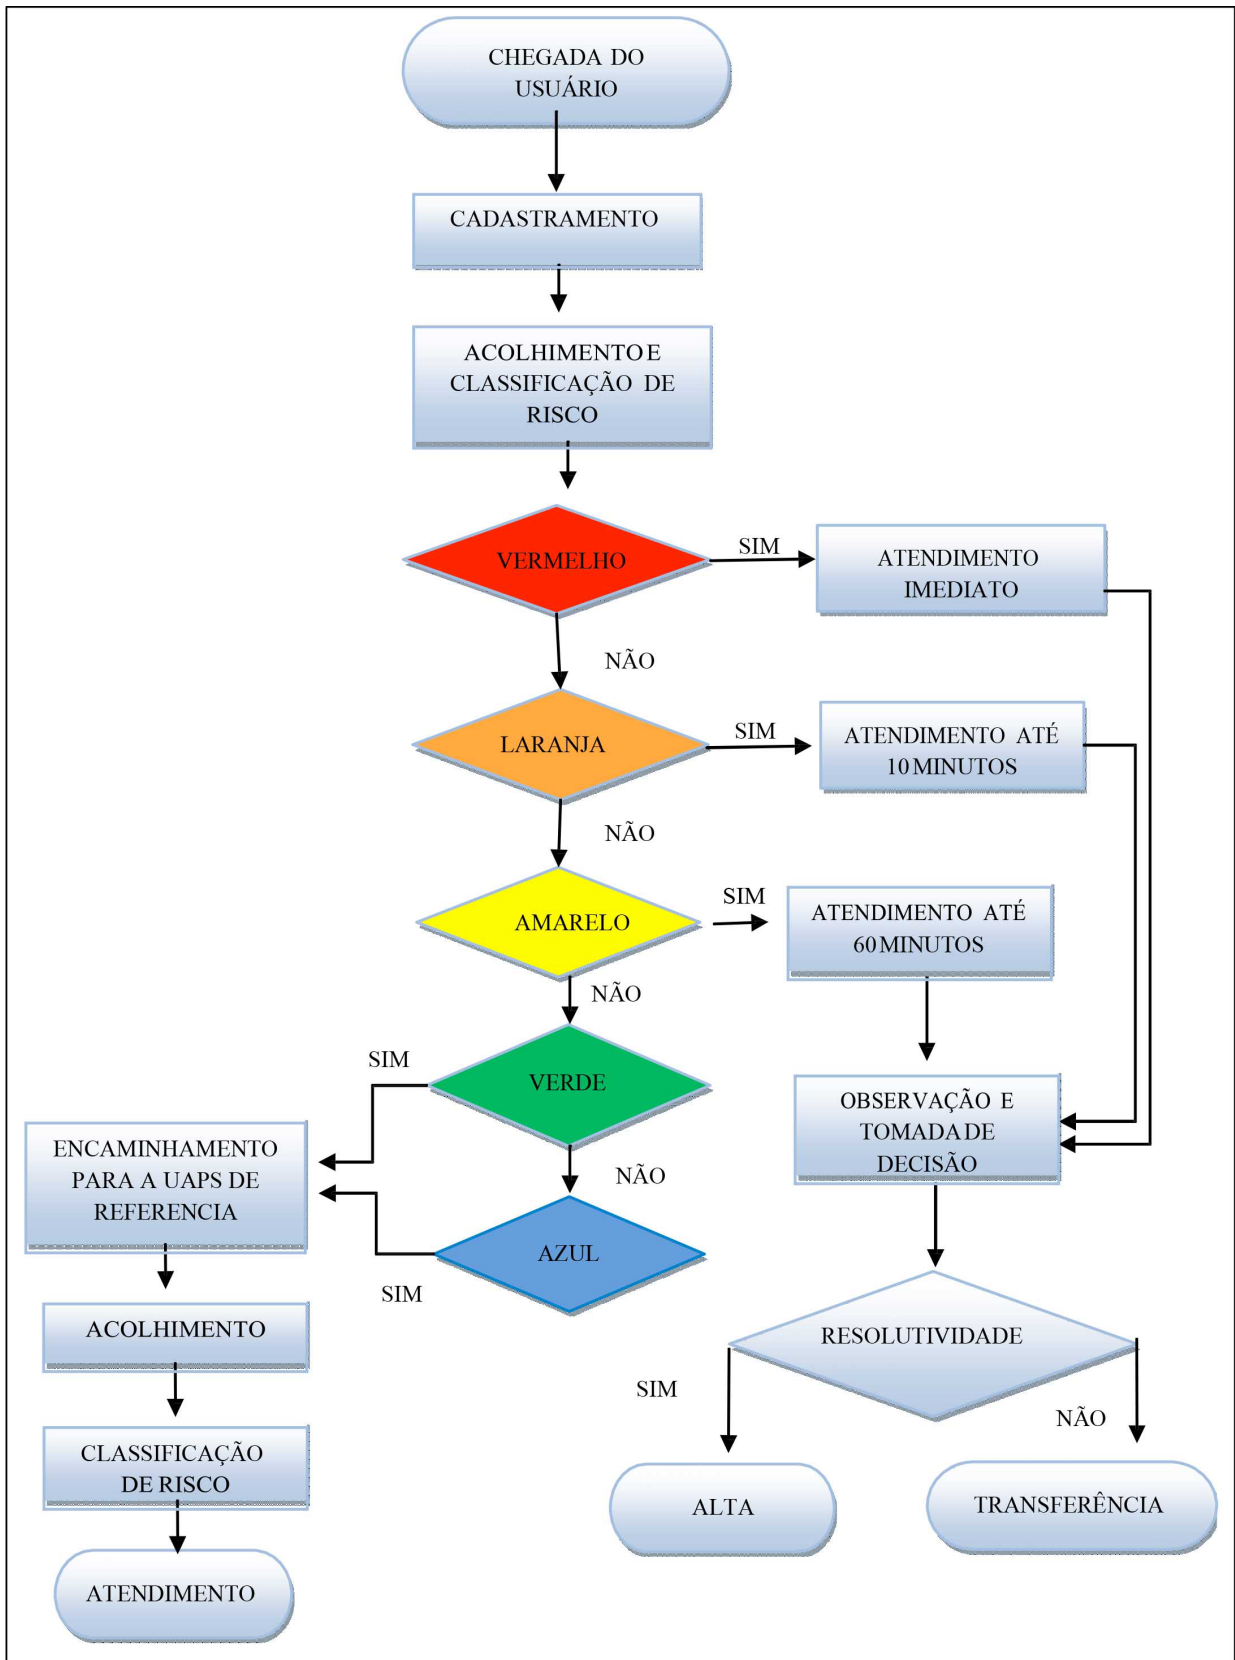 CHEGADA DO
USUÁRIO
CADASTRAMENTO
ACOLHIMENTO E
CLASSIFICAÇÃO DE
RISCO
VERMELHO
SIM
ATENDIMENTO
IMEDIATO
NÃO
LARANJA
SIM
ATENDIMENTO ATÉ
10 MINUTOS
NÃO
AMARELO
SIM
ATENDIMENTO ATÉ
60 MINUTOS
NÃO
VERDE
SIM
OBSERVAÇÃO E
TOMADA DE
DECISÃO
ENCAMINHAMENTO
PARA A UAPS DE
REFERENCIA
NÃO
AZUL
SIM
ACOLHIMENTO
RESOLUTIVIDADE
SIM
NÃO
CLASSIFICAÇÃO
DE RISCO
ALTA
TRANSFERÊNCIA
ATENDIMENTO